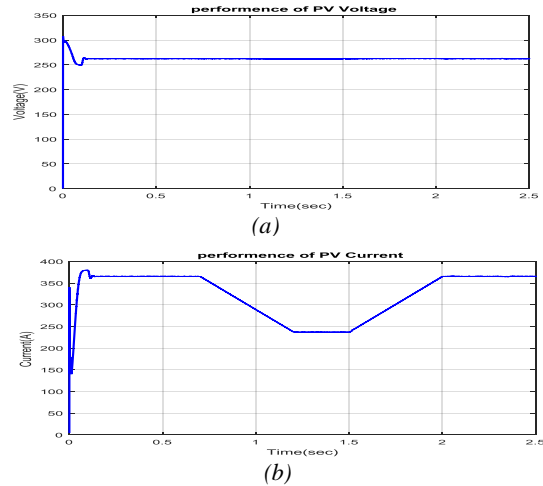 performence of PV Voltage
350
300
250
200
150
100
50
0
Voltage(V)
0 0.5 1 1.5 2 2.5
Time(sec)
(a)
performence of PV Current
400
350
300
250
200
150
100
50
0
Current(A)
0 0.5 1 1.5 2 2.5
Time(sec)
(b)